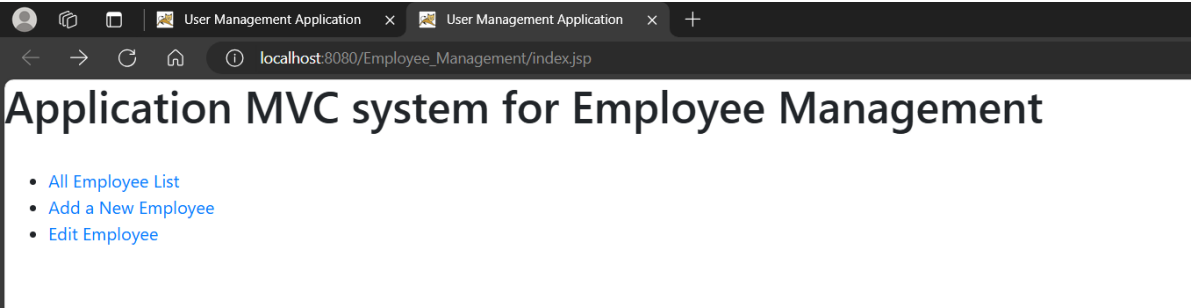 User Management Application
User Management Application
localhost:8080/Employee_Management/index.jsp
Application MVC system for Employee Management
All Employee List
Add a New Employee
Edit Employee